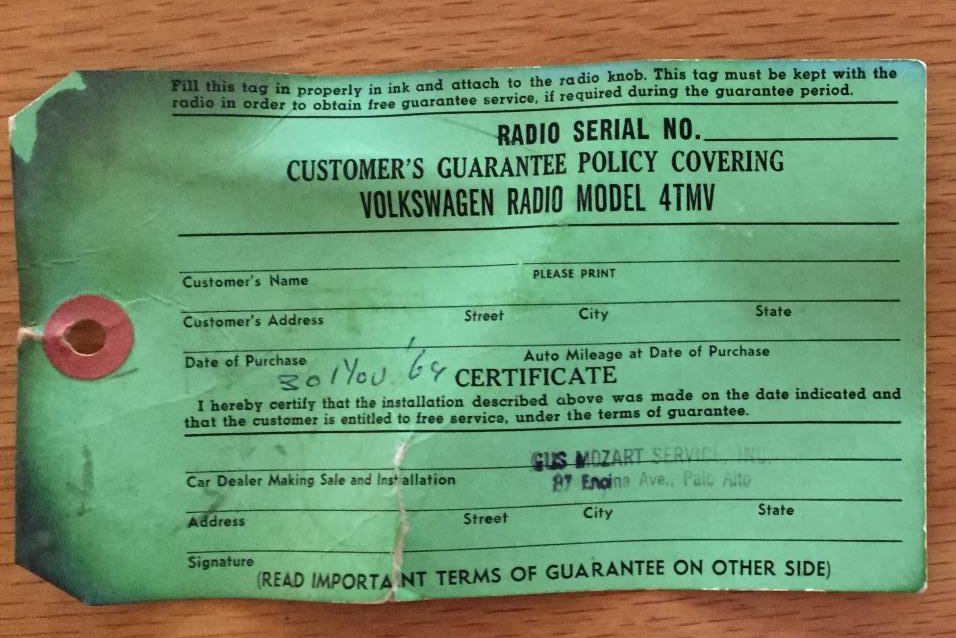 Fill this tag in properly in ink and attach to the radio knob. This tag must be kept with the
radio in order to obtain free guarantee service, if required during the guarantee period.
RADIO SERIAL NO.
CUSTOMER'S GUARANTEE POLICY COVERING
VOLKSWAGEN RADIO MODEL 4TMV
Customer's Name PLEASE PRINT
Customer's Address Street City State
Date of Purchase Auto Mileage at Date of Purchase
30 Nov '64
CERTIFICATE
I hereby certify that the installation described above was made on the date indicated and
that the customer is entitled to free service, under the terms of guarantee.
GUS MOZART SERVICE, INC.
Car Dealer Making Sale and Installation
87 Encina Ave., Palo Alto
Address Street City State
Signature
(READ IMPORTANT TERMS OF GUARANTEE ON OTHER SIDE)